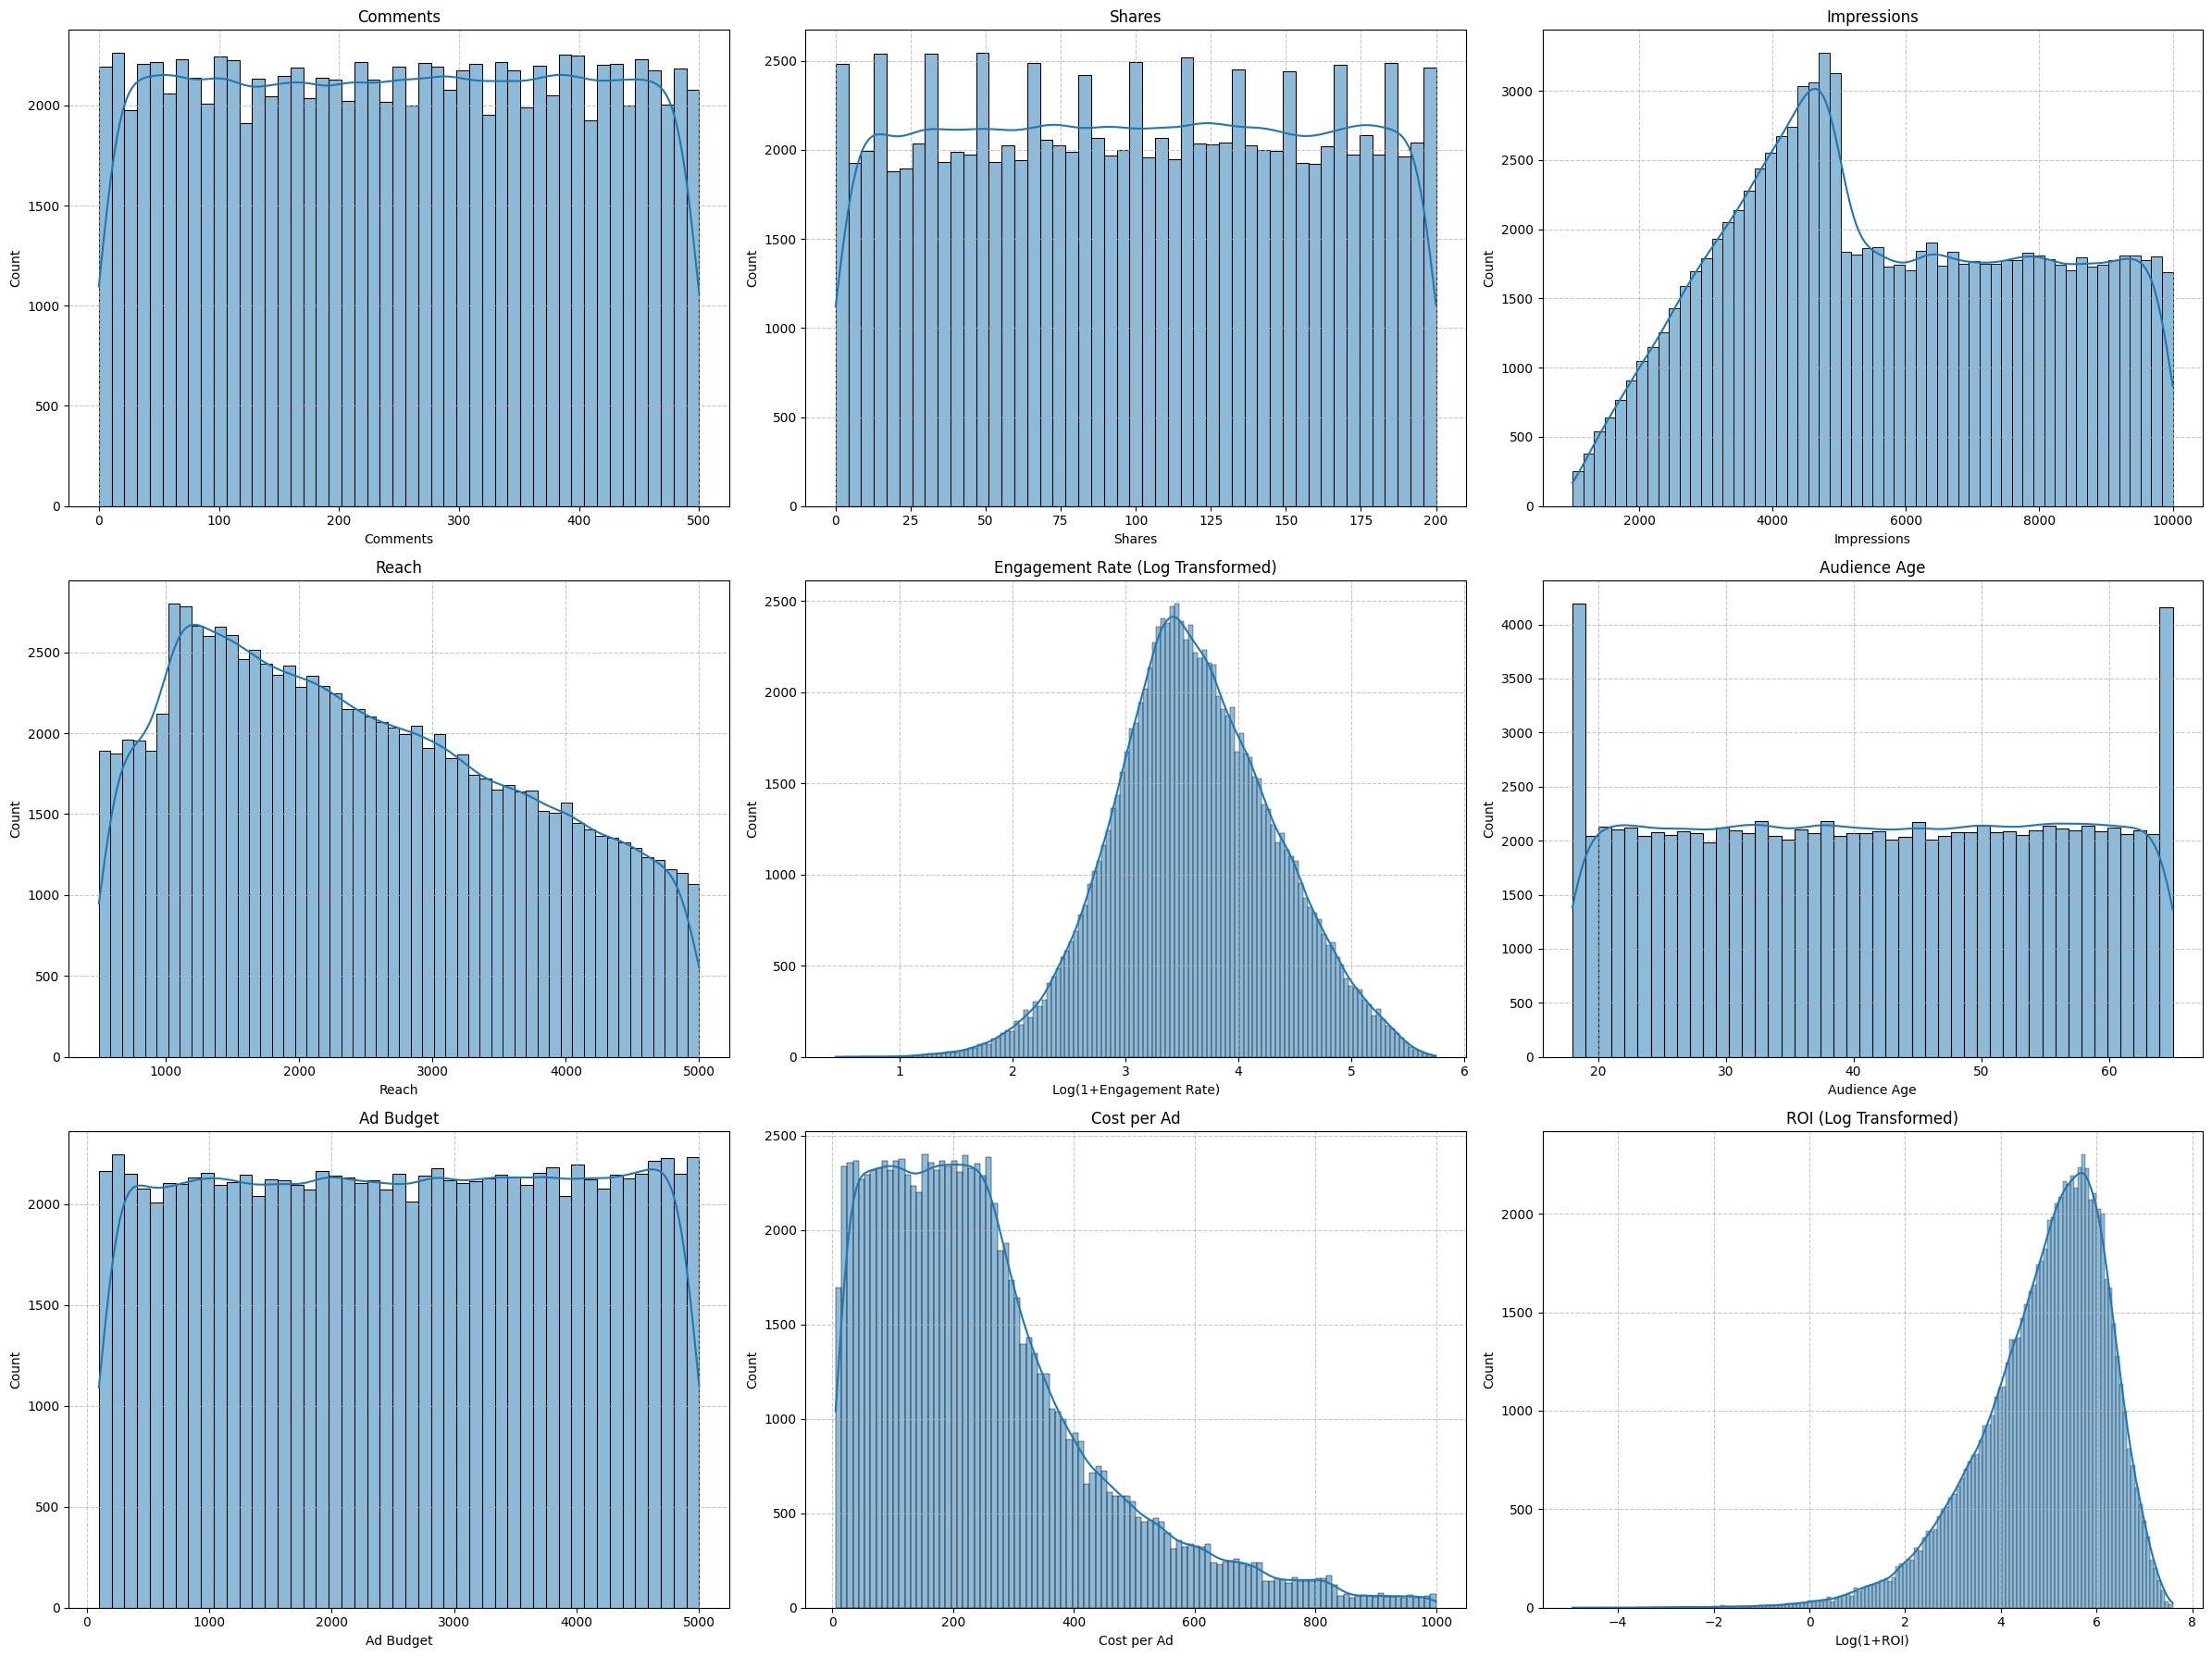 Comments
Shares
Impressions
Count
2000
1500
1000
500
0
0 100 200 300 400 500
Comments
Count
2500
2000
1500
1000
500
0
0 25 50 75 100 125 150 175 200
Shares
Count
3000
2500
2000
1500
1000
500
0
2000 4000 6000 8000 10000
Impressions
Reach
Engagement Rate (Log Transformed)
Audience Age
Count
2500
2000
1500
1000
500
0
1000 2000 3000 4000 5000
Reach
Count
2500
2000
1500
1000
500
0
1 2 3 4 5 6
Log(1+Engagement Rate)
Count
4000
3500
3000
2500
2000
1500
1000
500
0
20 30 40 50 60
Audience Age
Ad Budget
Cost per Ad
ROI (Log Transformed)
Count
2000
1500
1000
500
0
0 1000 2000 3000 4000 5000
Ad Budget
Count
2500
2000
1500
1000
500
0
0 200 400 600 800 1000
Cost per Ad
Count
2000
1500
1000
500
0
−4 −2 0 2 4 6 8
Log(1+ROI)